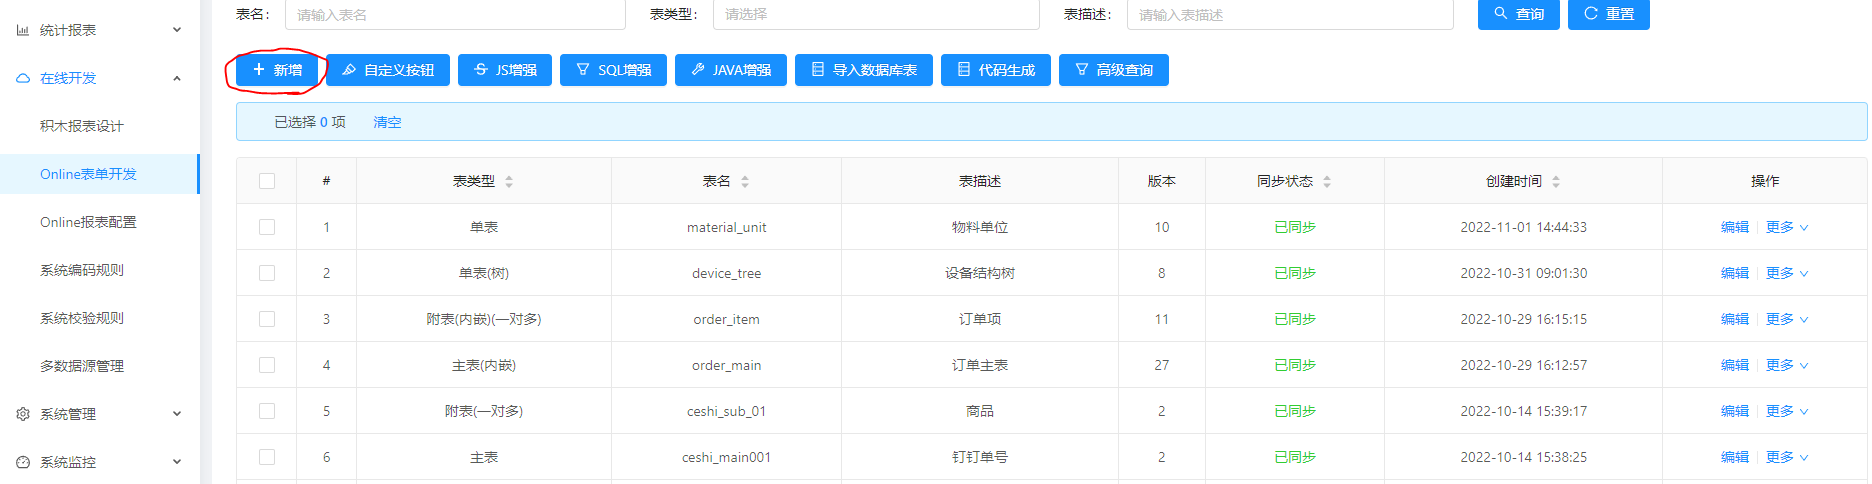 统计报表
在线开发
积木报表设计
Online表单开发
Online报表配置
系统编码规则
系统校验规则
多数据源管理
系统管理
系统监控
表名： 请输入表名 表类型： 请选择 表描述： 请输入表描述 查询 重置
新增 自定义按钮 JS增强 SQL增强 JAVA增强 导入数据库表 代码生成 高级查询
已选择 0 项 清空
# 表类型 表名 表描述 版本 同步状态 创建时间 操作
1 单表 material_unit 物料单位 10 已同步 2022-11-01 14:44:33 编辑 更多
2 单表(树) device_tree 设备结构树 8 已同步 2022-10-31 09:01:30 编辑 更多
3 附表(内嵌)(一对多) order_item 订单项 11 已同步 2022-10-29 16:15:15 编辑 更多
4 主表(内嵌) order_main 订单主表 27 已同步 2022-10-29 16:12:57 编辑 更多
5 附表(一对多) ceshi_sub_01 商品 2 已同步 2022-10-14 15:39:17 编辑 更多
6 主表 ceshi_main001 钉钉单号 2 已同步 2022-10-14 15:38:25 编辑 更多